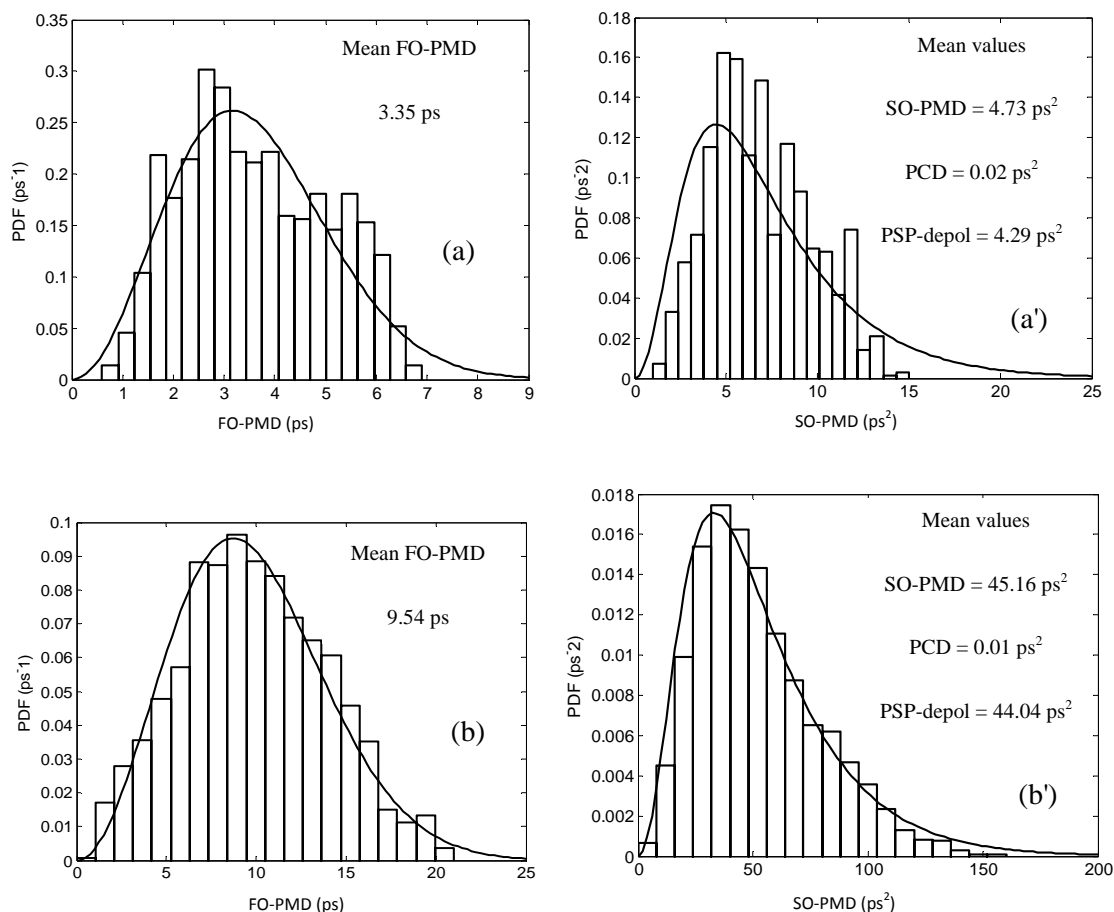 0.35
0.3
0.25
0.2
0.15
0.1
0.05
0
PDF (ps-1)
Mean FO-PMD
3.35 ps
(a)
0 1 2 3 4 5 6 7 8 9
FO-PMD (ps)
0.18
0.16
0.14
0.12
0.1
0.08
0.06
0.04
0.02
0
PDF (ps-2)
Mean values
SO-PMD = 4.73 ps²
PCD = 0.02 ps²
PSP-depol = 4.29 ps²
(a')
0 5 10 15 20 25
SO-PMD (ps²)
0.1
0.09
0.08
0.07
0.06
0.05
0.04
0.03
0.02
0.01
0
PDF (ps-1)
Mean FO-PMD
9.54 ps
(b)
0 5 10 15 20 25
FO-PMD (ps)
0.018
0.016
0.014
0.012
0.01
0.008
0.006
0.004
0.002
0
PDF (ps-2)
Mean values
SO-PMD = 45.16 ps²
PCD = 0.01 ps²
PSP-depol = 44.04 ps²
(b')
0 50 100 150 200
SO-PMD (ps²)